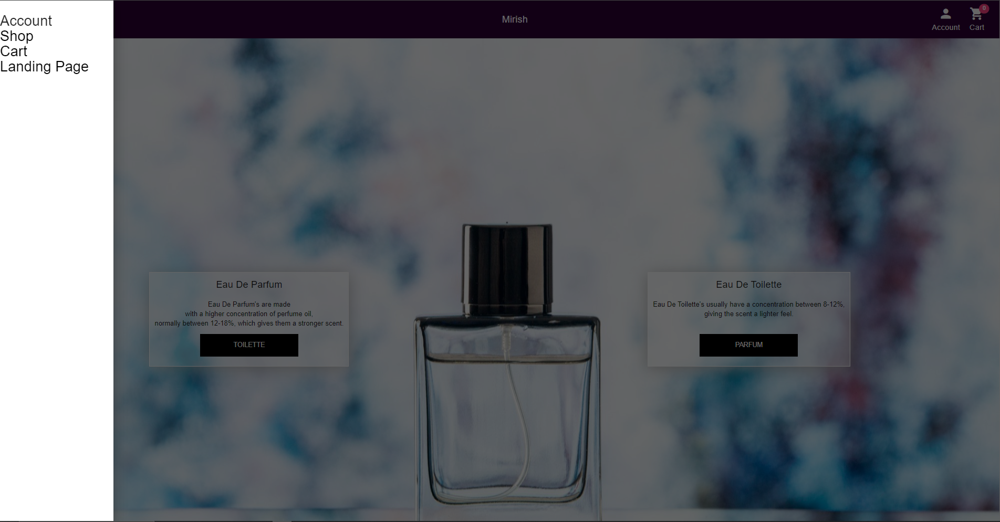 Account
Shop
Cart
Landing Page
Mirish
0
Account
Cart
Eau De Parfum
Eau De Parfum's are made
with a higher concentration of perfume oil,
normally between 12-18%, which gives them a stronger scent.
TOILETTE
Eau De Toilette
Eau De Toilette's usually have a concentration between 8-12%,
giving the scent a lighter feel.
PARFUM